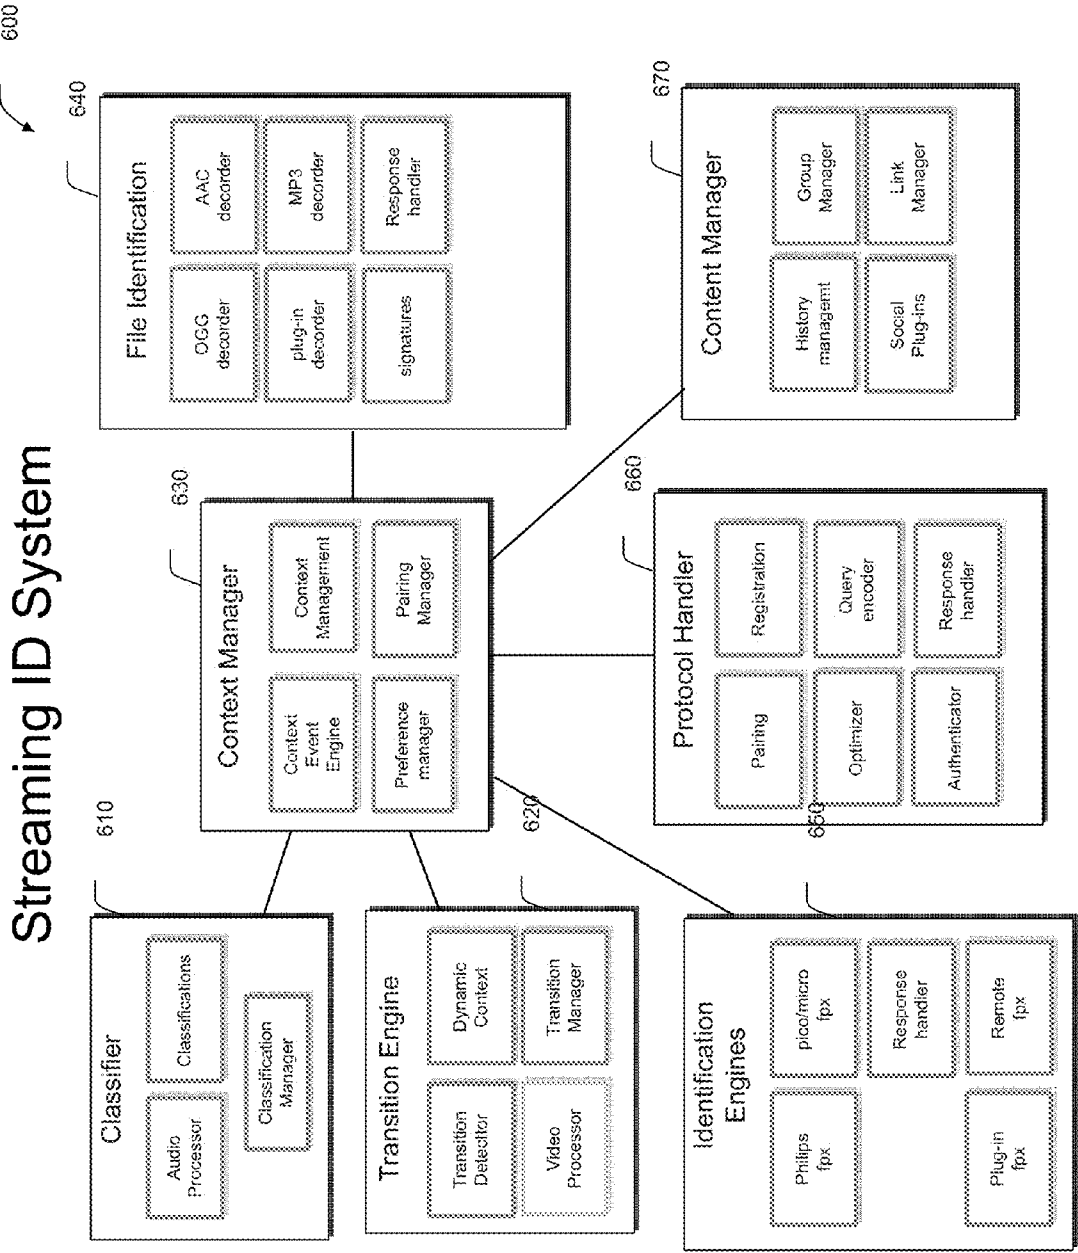 Streaming ID System
600
610
Classifier
Audio
Processor
Classifications
Classification
Manager
620
Transition Engine
Transition
Detecttor
Dynamic
Context
Video
Processor
Transition
Manager
650
Identification
Engines
Philips
fpx
pico/micro
fpx
Response
handler
Plug-in
fpx
Remote
fpx
630
Context Manager
Context
Event
Engine
Context
Management
Preference
manager
Pairing
Manager
660
Protocol Handler
Pairing
Registration
Optimizer
Query
encoder
Authenticator
Response
handler
640
File Identification
OGG
decorder
AAC
decorder
plug-in
decorder
MP3
decorder
signatures
Response
handler
670
Content Manager
History
managemt
Group
Manager
Social
Plug-ins
Link
Manager